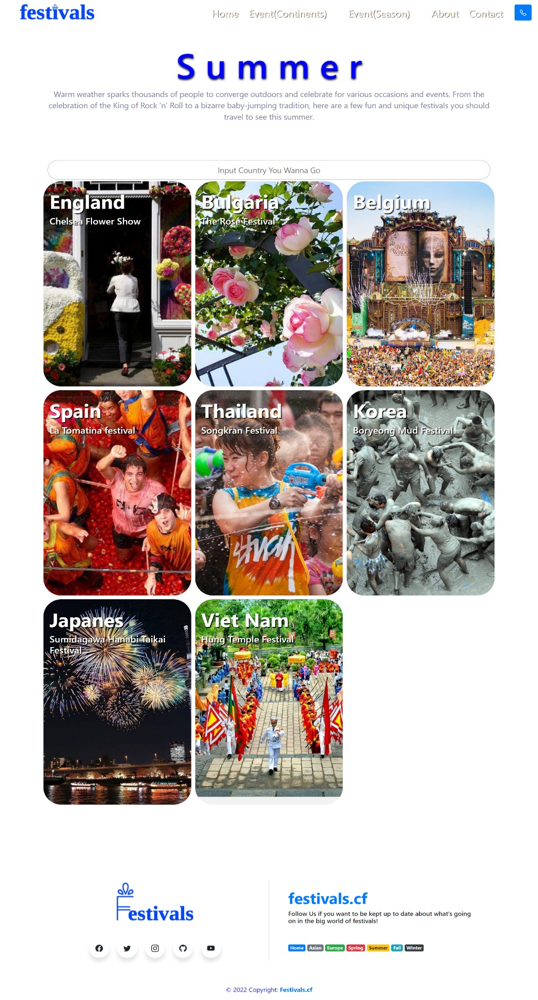 festivals
Home Event(Continents) Event(Season) About Contact
Summer
Warm weather sparks thousands of people to converge outdoors and celebrate for various occasions and events. From the
celebration of the King of Rock 'n' Roll to a bizarre baby-jumping tradition, here are a few fun and unique festivals you should
travel to see this summer.
Input Country You Wanna Go
England
Chelsea Flower Show
Bulgaria
The Rose Festival
Belgium
THE BOOK OF WISDOM
Spain
La Tomatina festival
Thailand
Songkran Festival
Korea
Boryeong Mud Festival
Japanes
Sumidagawa Hanabi Taikai
Festival
Viet Nam
Hùng Temple Festival
Festivals
festivals.cf
Follow Us if you want to be kept up to date about what's going
on in the big world of festivals!
Home Asian Europe Spring Summer Fall Winter
© 2022 Copyright: Festivals.cf